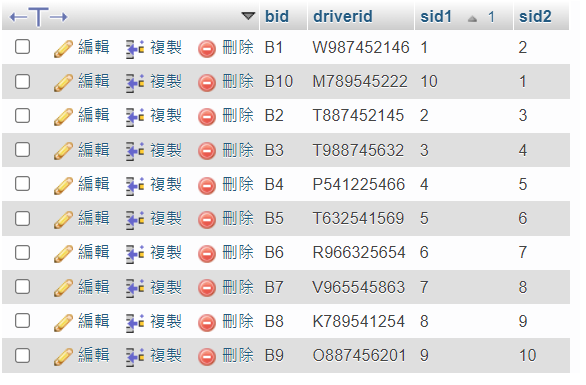 bid driverid sid1 1 sid2
編輯 複製 刪除 B1 W987452146 1 2
編輯 複製 刪除 B10 M789545222 10 1
編輯 複製 刪除 B2 T887452145 2 3
編輯 複製 刪除 B3 T988745632 3 4
編輯 複製 刪除 B4 P541225466 4 5
編輯 複製 刪除 B5 T632541569 5 6
編輯 複製 刪除 B6 R966325654 6 7
編輯 複製 刪除 B7 V965545863 7 8
編輯 複製 刪除 B8 K789541254 8 9
編輯 複製 刪除 B9 O887456201 9 10